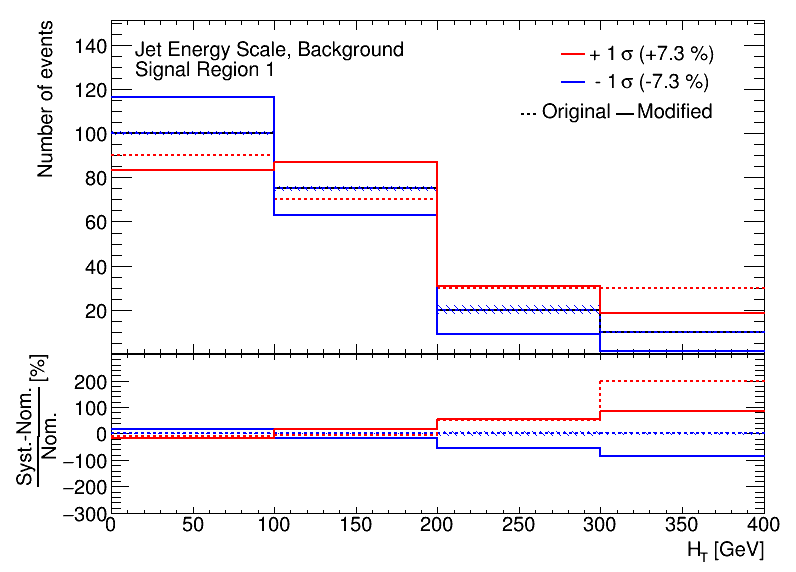 140
120
100
80
60
40
20
Number of events
Jet Energy Scale, Background
Signal Region 1
+ 1 σ (+7.3 %)
- 1 σ (-7.3 %)
Original
Modified
200
100
0
−100
−200
−300
Syst.-Nom. [%]
Nom.
0 50 100 150 200 250 300 350 400
H_T [GeV]